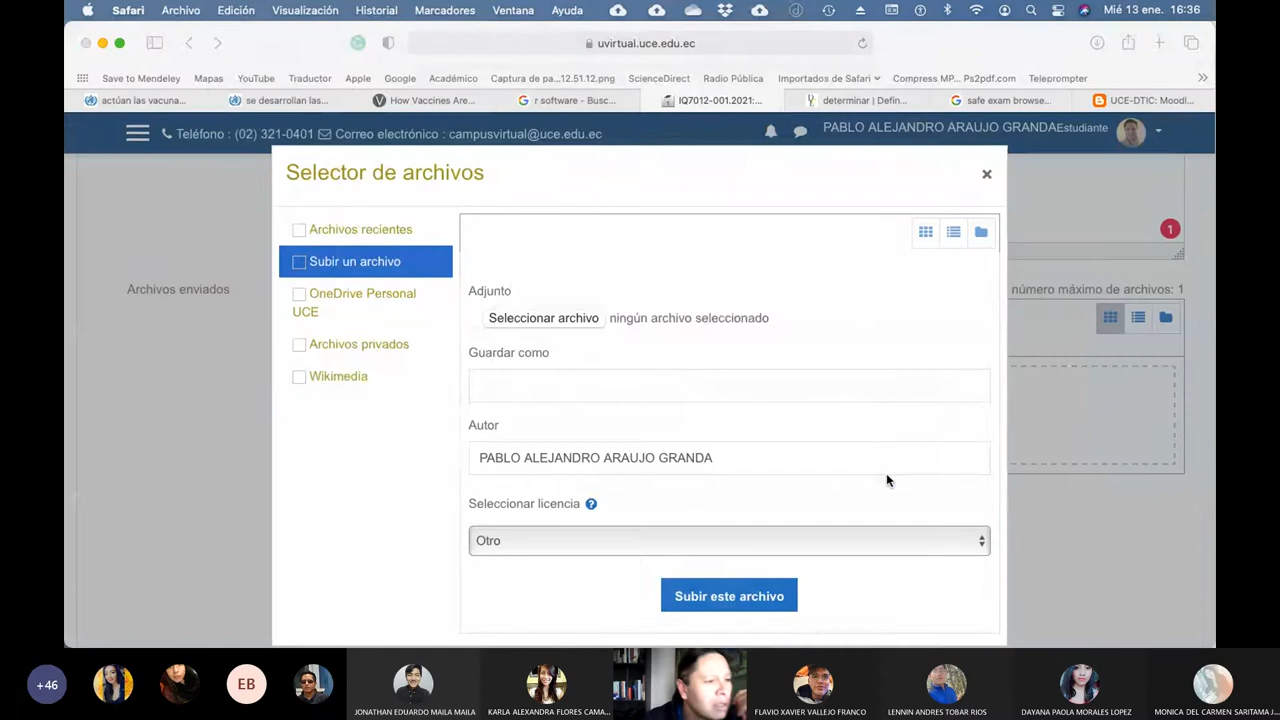 Safari Archivo Edición Visualización Historial Marcadores Ventana Ayuda Mié 13 ene. 16:36
uvirtual.uce.edu.ec
Save to Mendeley Mapas YouTube Traductor Apple Google Académico Captura de pa...12.51.12.png ScienceDirect Radio Pública Importados de Safari Compress MP... Ps2pdf.com Teleprompter
actúan las vacuna... se desarrollan las... How Vaccines Are... r software - Busc... IQ7012-001.2021:... determinar | Defin... safe exam browse... UCE-DTIC: Moodl...
Teléfono : (02) 321-0401 Correo electrónico : campusvirtual@uce.edu.ec PABLO ALEJANDRO ARAUJO GRANDAEstudiante
Selector de archivos ×
Archivos recientes
Subir un archivo
OneDrive Personal
UCE
Archivos privados
Wikimedia
Adjunto
Seleccionar archivo ningún archivo seleccionado
Guardar como
Autor
PABLO ALEJANDRO ARAUJO GRANDA
Seleccionar licencia ?
Otro
Subir este archivo
Archivos enviados
1
número máximo de archivos: 1
+46 EB JONATHAN EDUARDO MAILA MAILA KARLA ALEXANDRA FLORES CAMA... FLAVIO XAVIER VALLEJO FRANCO LENNIN ANDRES TOBAR RIOS DAYANA PAOLA MORALES LOPEZ MONICA DEL CARMEN SARITAMA J...